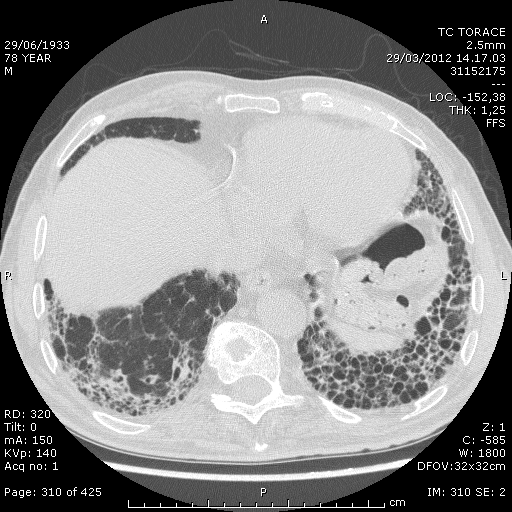 A
29/06/1933
78 YEAR
M
TC TORACE
2.5mm
29/03/2012 14.17.03
31152175
---
LOC: -152,38
THK: 1,25
FFS
R
L
RD: 320
Tilt: 0
mA: 150
KVp: 140
Acq no: 1
Page: 310 of 425
P
cm
Z: 1
C: -585
W: 1800
DFOV:32x32cm
IM: 310 SE: 2